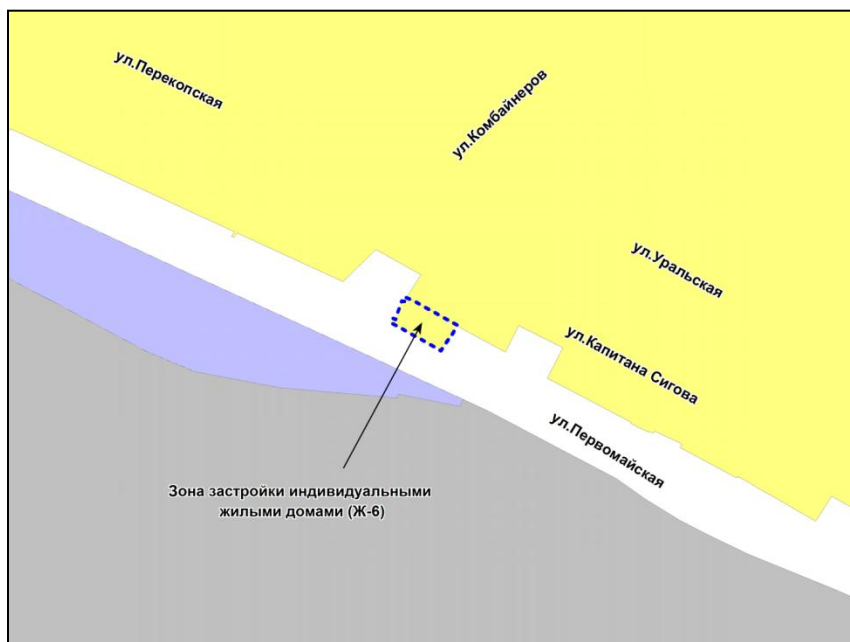 ул.Перекопская
ул.Комбайнеров
ул.Уральская
ул.Капитана Сигова
ул.Первомайская
Зона застройки индивидуальными
жилыми домами (Ж-6)